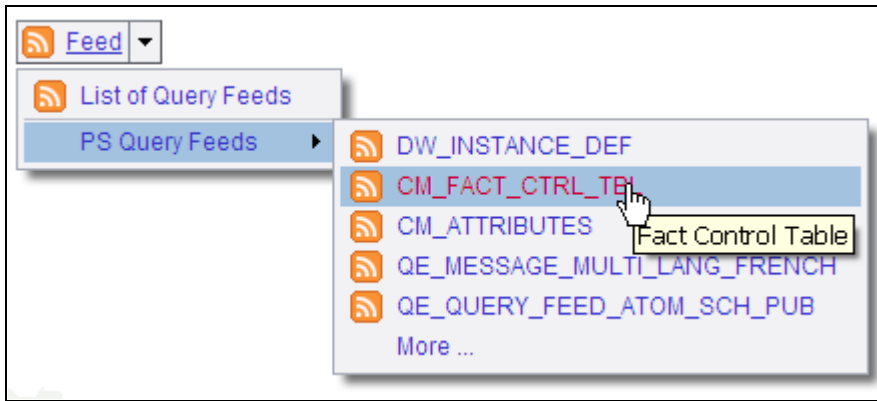 Feed
List of Query Feeds
PS Query Feeds
DW_INSTANCE_DEF
CM_FACT_CTRL_TBL
CM_ATTRIBUTES
Fact Control Table
QE_MESSAGE_MULTI_LANG_FRENCH
QE_QUERY_FEED_ATOM_SCH_PUB
More ...